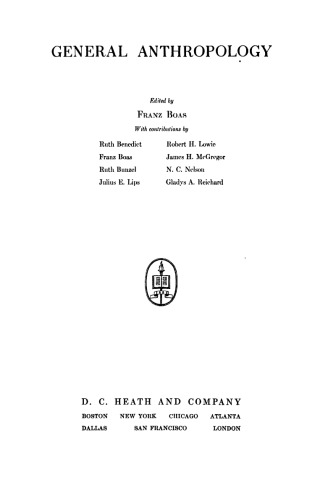 GENERAL ANTHROPOLOGY
Edited by
FRANZ BOAS
With contributions by
Ruth Benedict Robert H. Lowie
Franz Boas James H. McGregor
Ruth Bunzel N. C. Nelson
Julius E. Lips Gladys A. Reichard
D. C. HEATH AND COMPANY
BOSTON NEW YORK CHICAGO ATLANTA
DALLAS SAN FRANCISCO LONDON